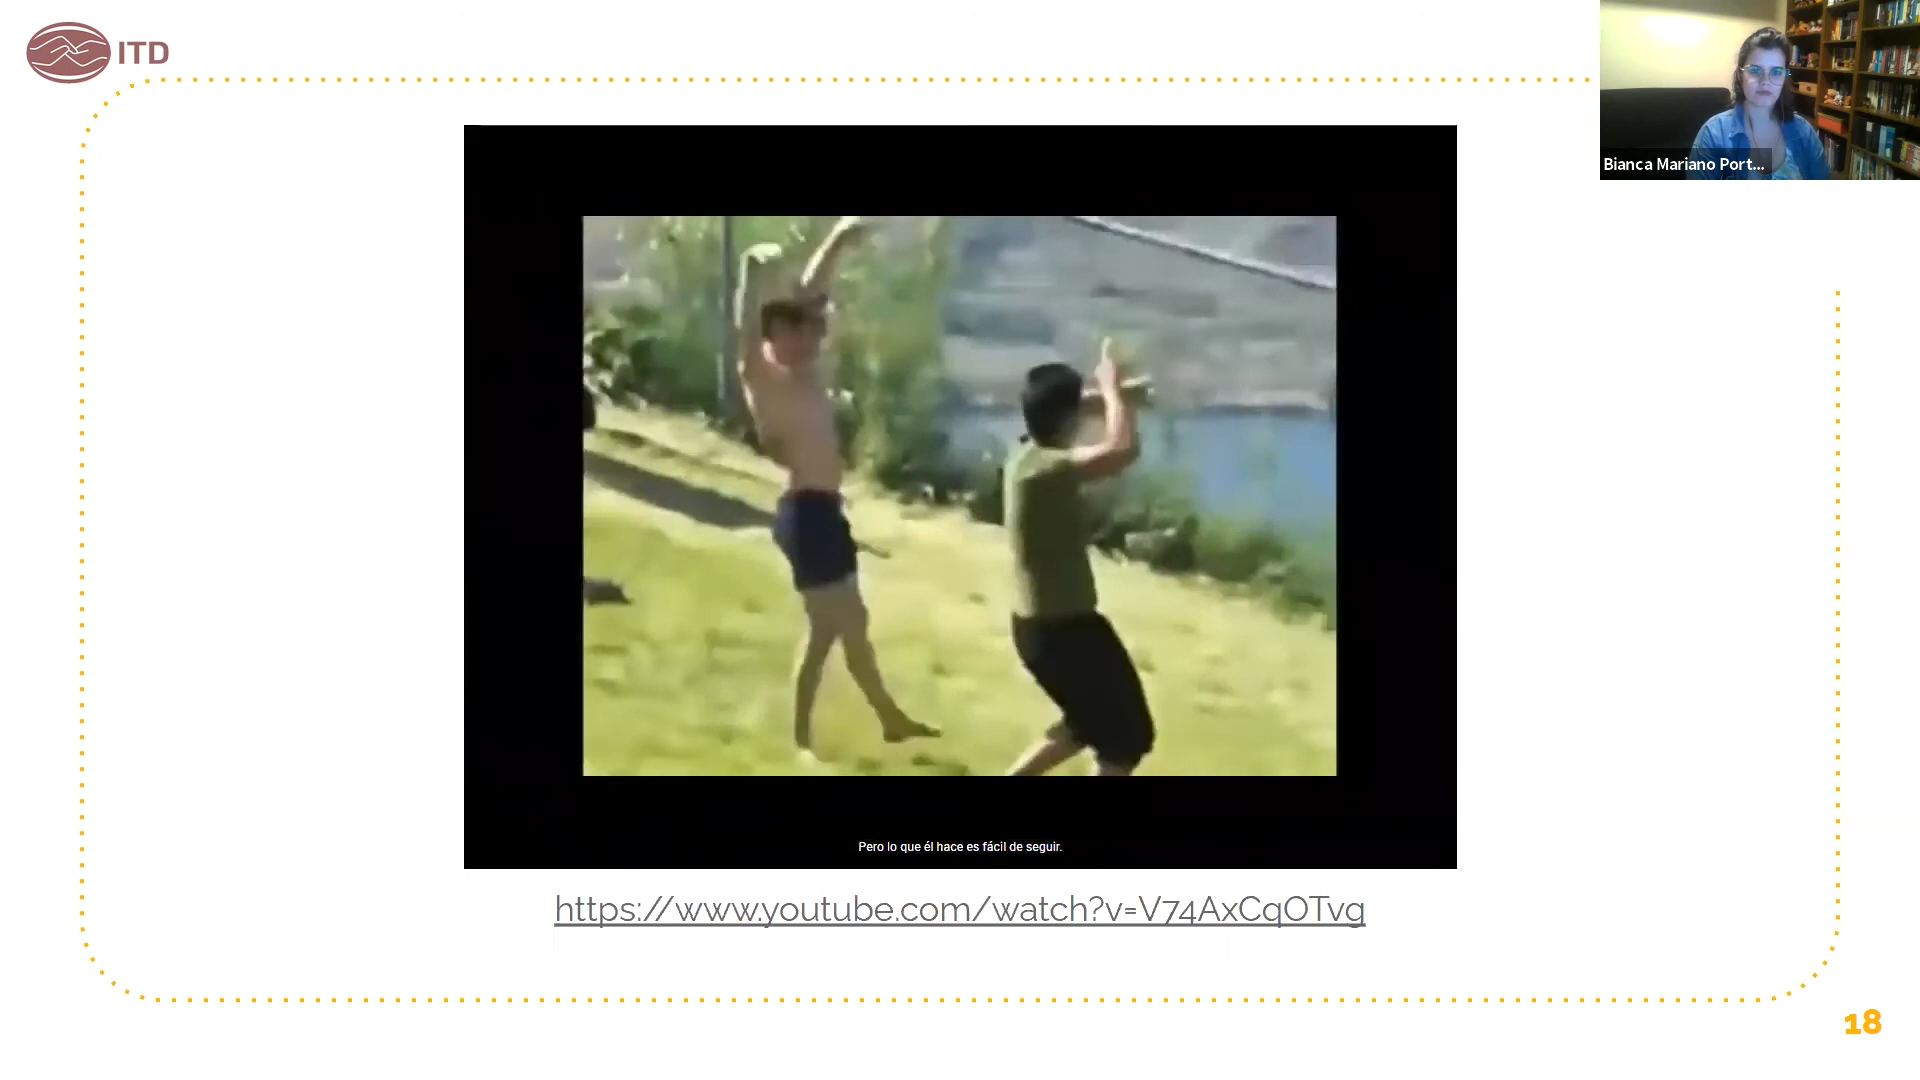 ITD
Bianca Mariano Port...
Pero lo que él hace es fácil de seguir.
https://www.youtube.com/watch?v=V74AxCqOTvg
18